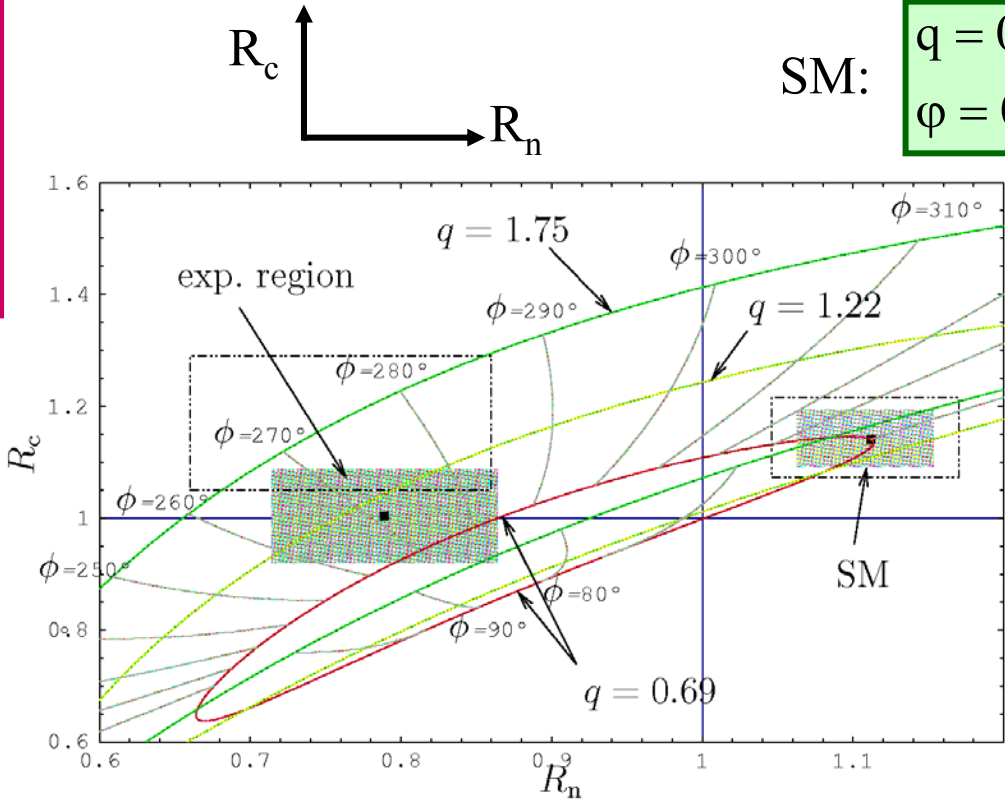 R_c
R_n
SM:
q = 0
φ = 0
1.6
1.4
1.2
1
0.8
0.6
R_c
ϕ=310°
q = 1.75
ϕ=300°
exp. region
ϕ=290°
q = 1.22
ϕ=280°
ϕ=270°
ϕ=260°
ϕ=250°
SM
ϕ=80°
ϕ=90°
q = 0.69
0.6 0.7 0.8 0.9 1 1.1
R_n